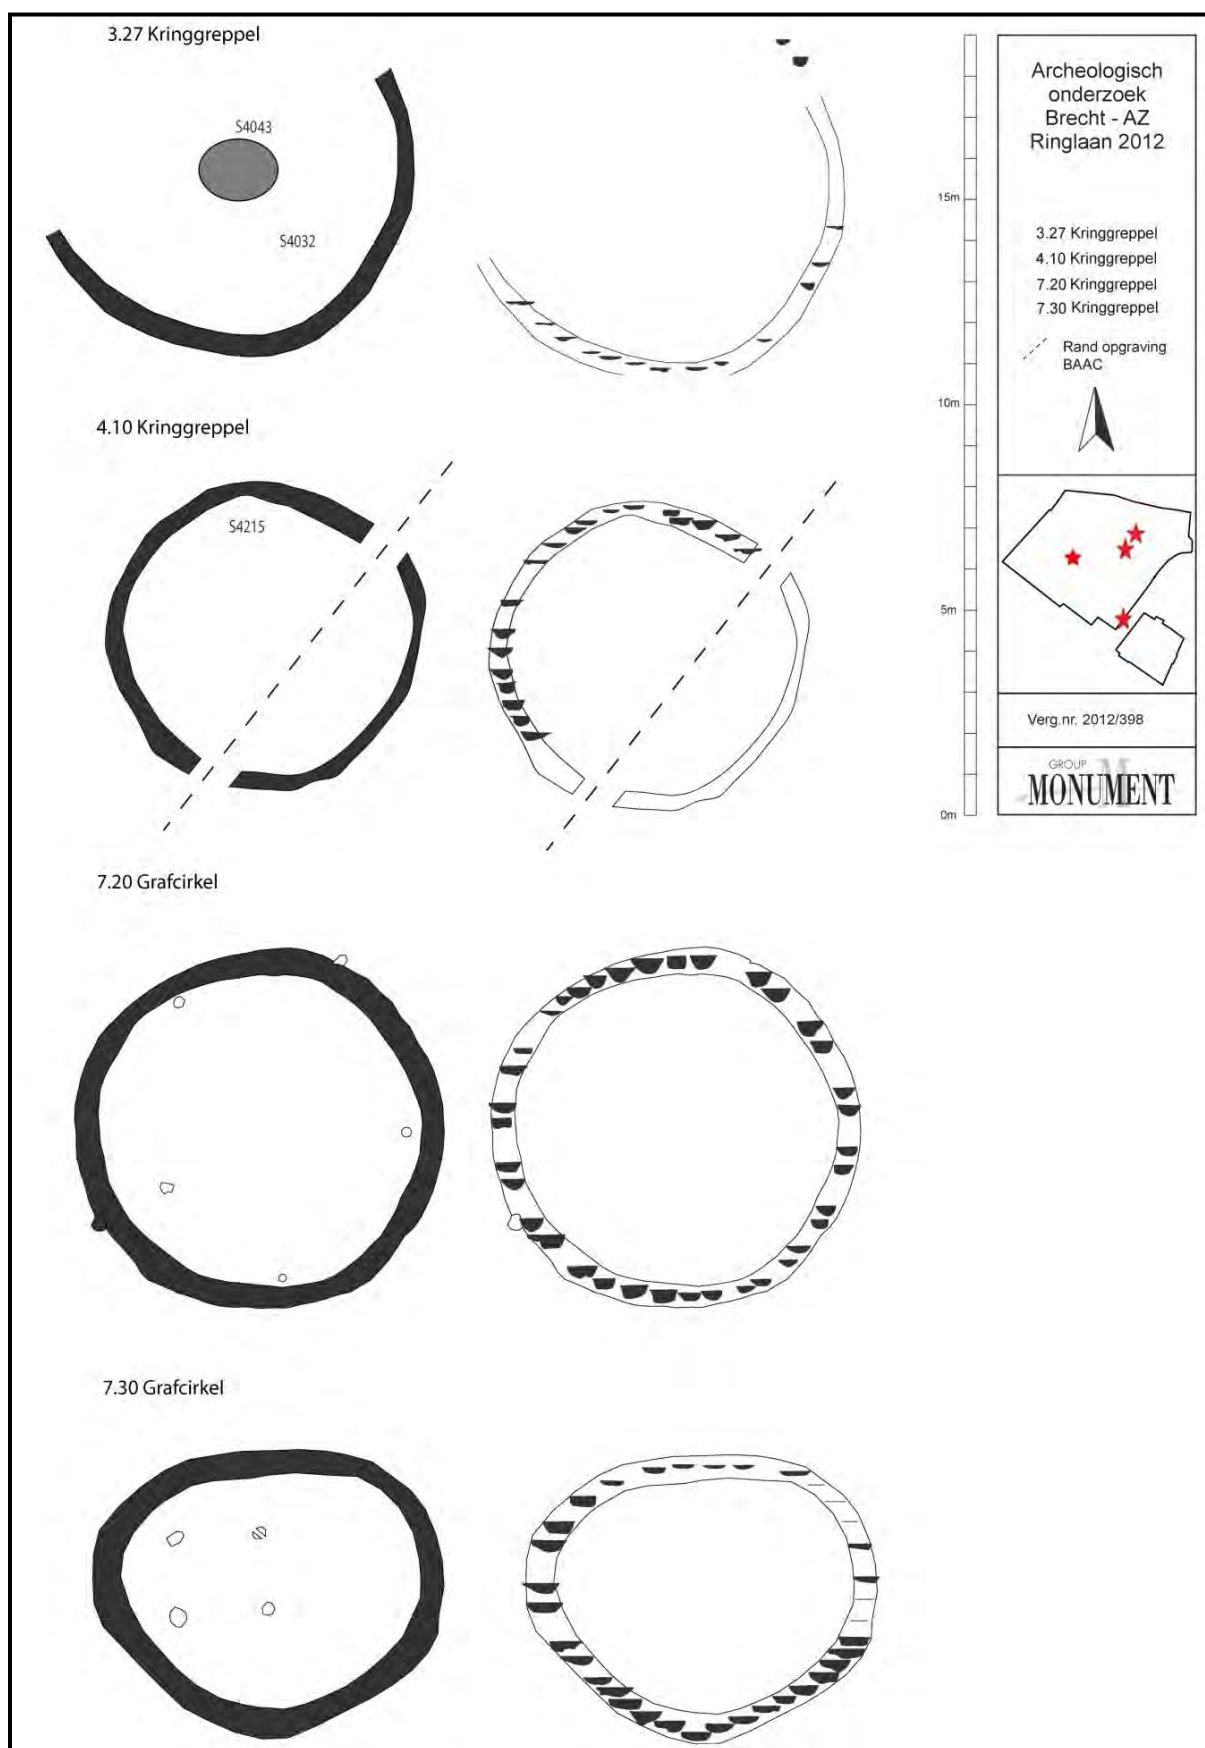 3.27 Kringgreppel
S4043
S4032
4.10 Kringgreppel
S4215
7.20 Grafcirkel
7.30 Grafcirkel
15m
10m
5m
0m
Archeologisch
onderzoek
Brecht - AZ
Ringlaan 2012
3.27 Kringgreppel
4.10 Kringgreppel
7.20 Kringgreppel
7.30 Kringgreppel
Rand opgraving
BAAC
Verg.nr. 2012/398
GROUP
MONUMENT